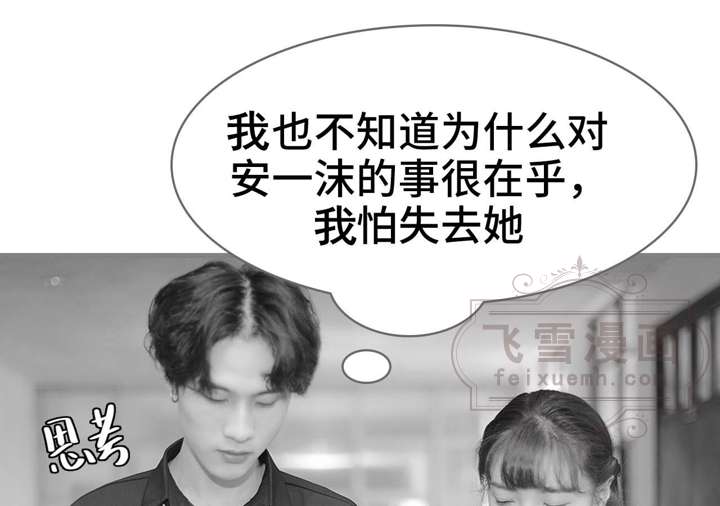 我也不知道为什么对
安一沫的事很在乎，
我怕失去她
飞雪漫画
feixuemh.com
思考